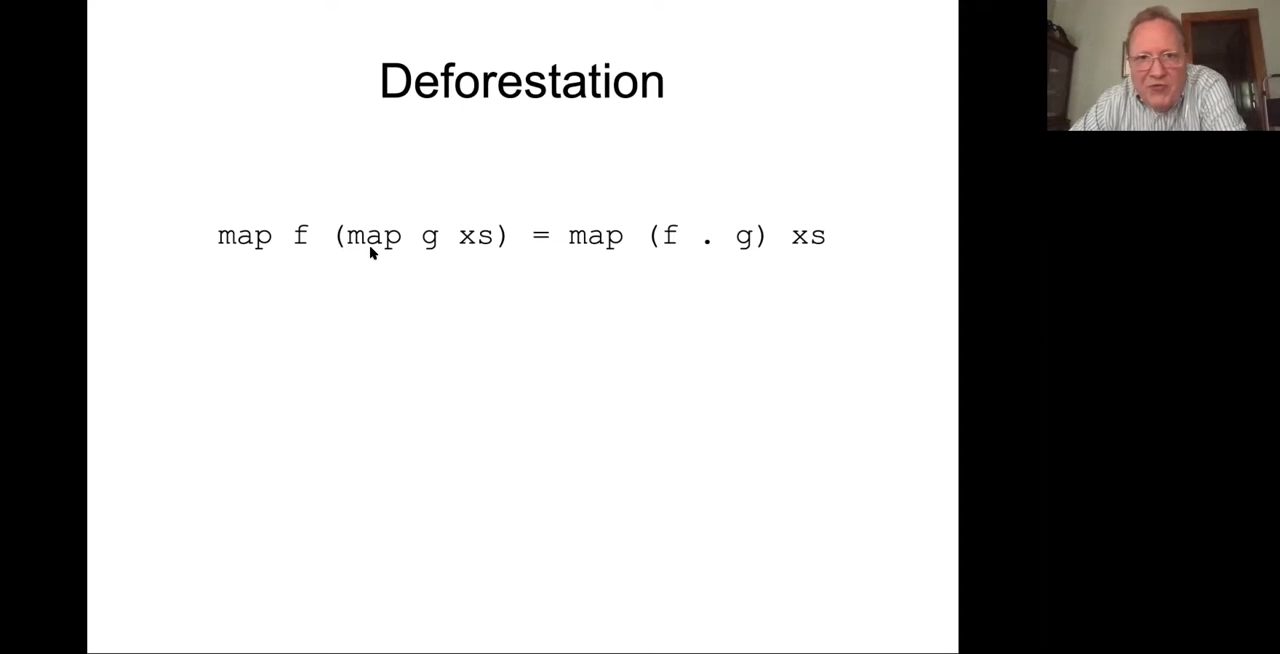 Deforestation
map f (map g xs) = map (f . g) xs